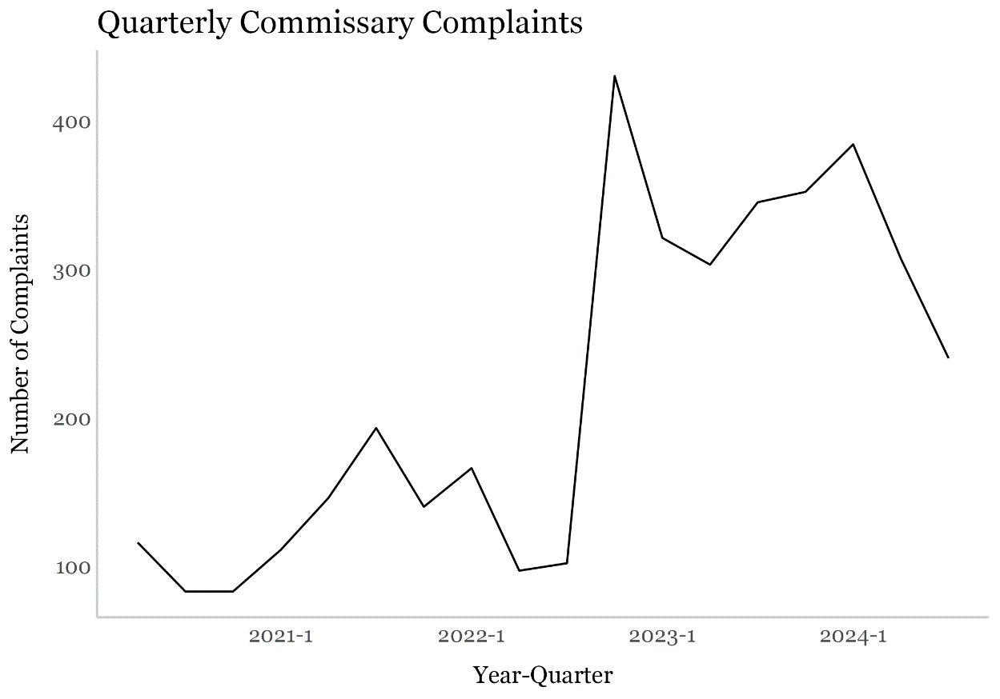 Quarterly Commissary Complaints
Number of Complaints
400
300
200
100
2021-1 2022-1 2023-1 2024-1
Year-Quarter